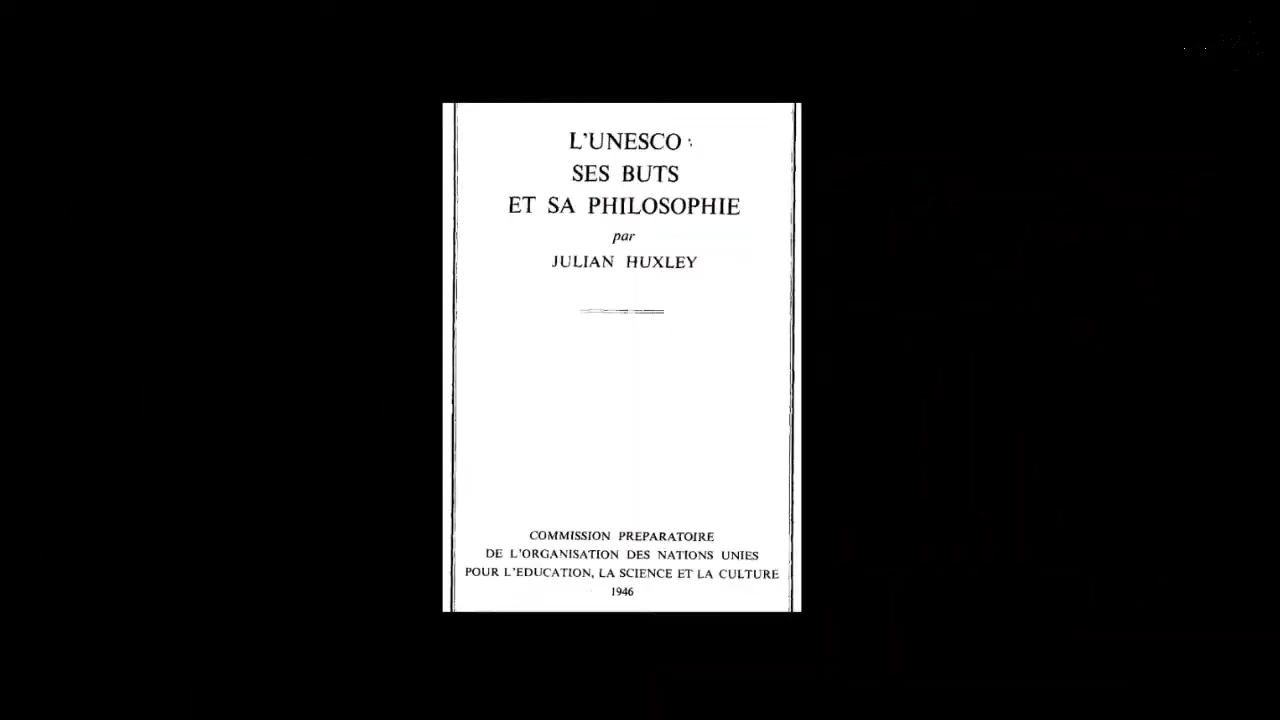 L'UNESCO :
SES BUTS
ET SA PHILOSOPHIE
par
JULIAN HUXLEY
COMMISSION PREPARATOIRE
DE L'ORGANISATION DES NATIONS UNIES
POUR L'EDUCATION, LA SCIENCE ET LA CULTURE
1946